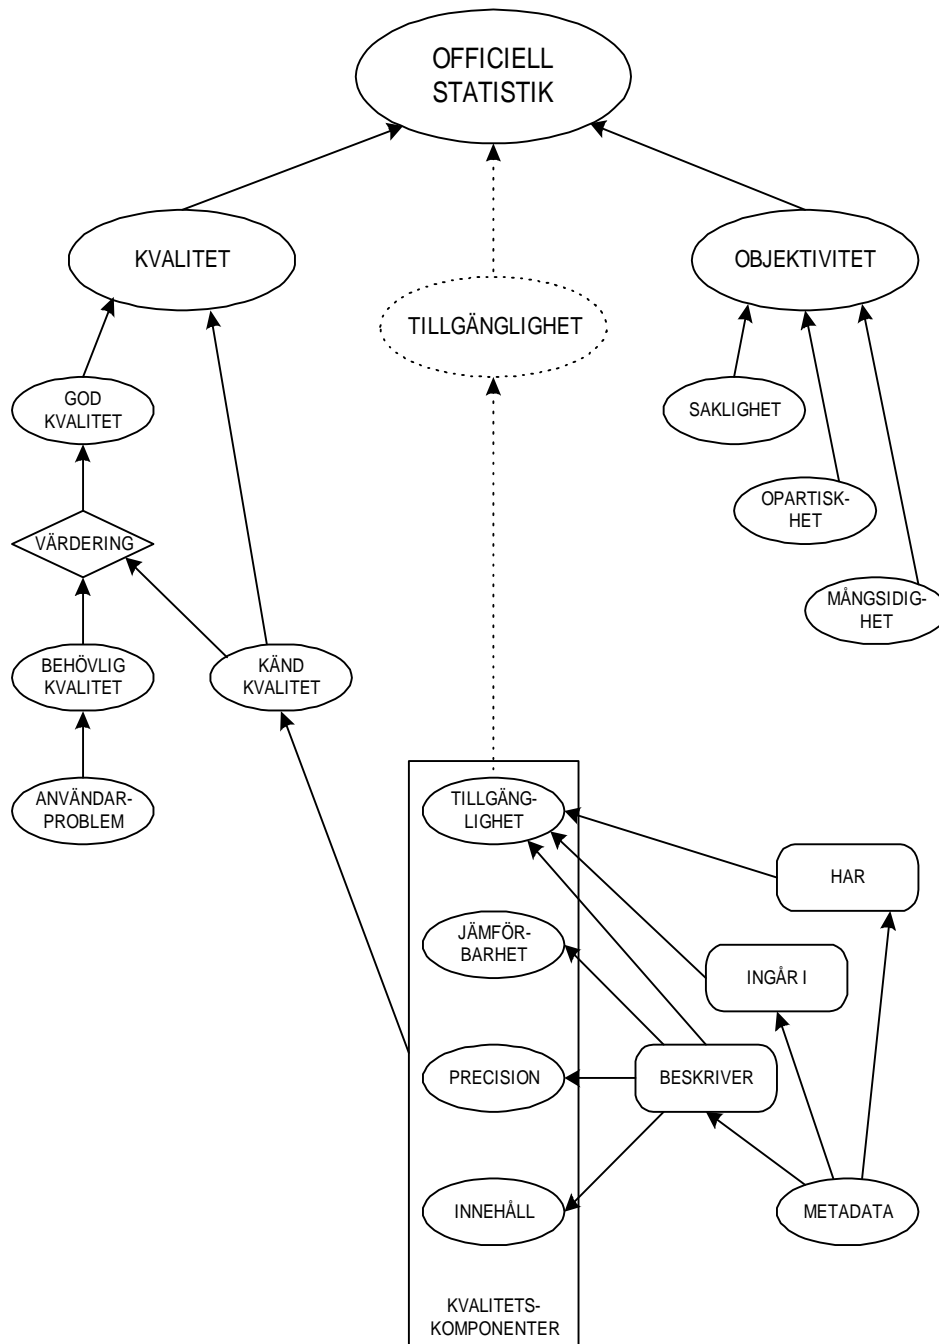 OFFICIELL
STATISTIK
KVALITET
OBJEKTIVITET
TILLGÄNGLIGHET
GOD
KVALITET
SAKLIGHET
OPARTISK-
HET
VÄRDERING
MÅNGSIDIG-
HET
BEHÖVLIG
KVALITET
KÄND
KVALITET
ANVÄNDAR-
PROBLEM
TILLGÄNG-
LIGHET
HAR
JÄMFÖR-
BARHET
INGÅR I
PRECISION
BESKRIVER
INNEHÅLL
METADATA
KVALITETS-
KOMPONENTER